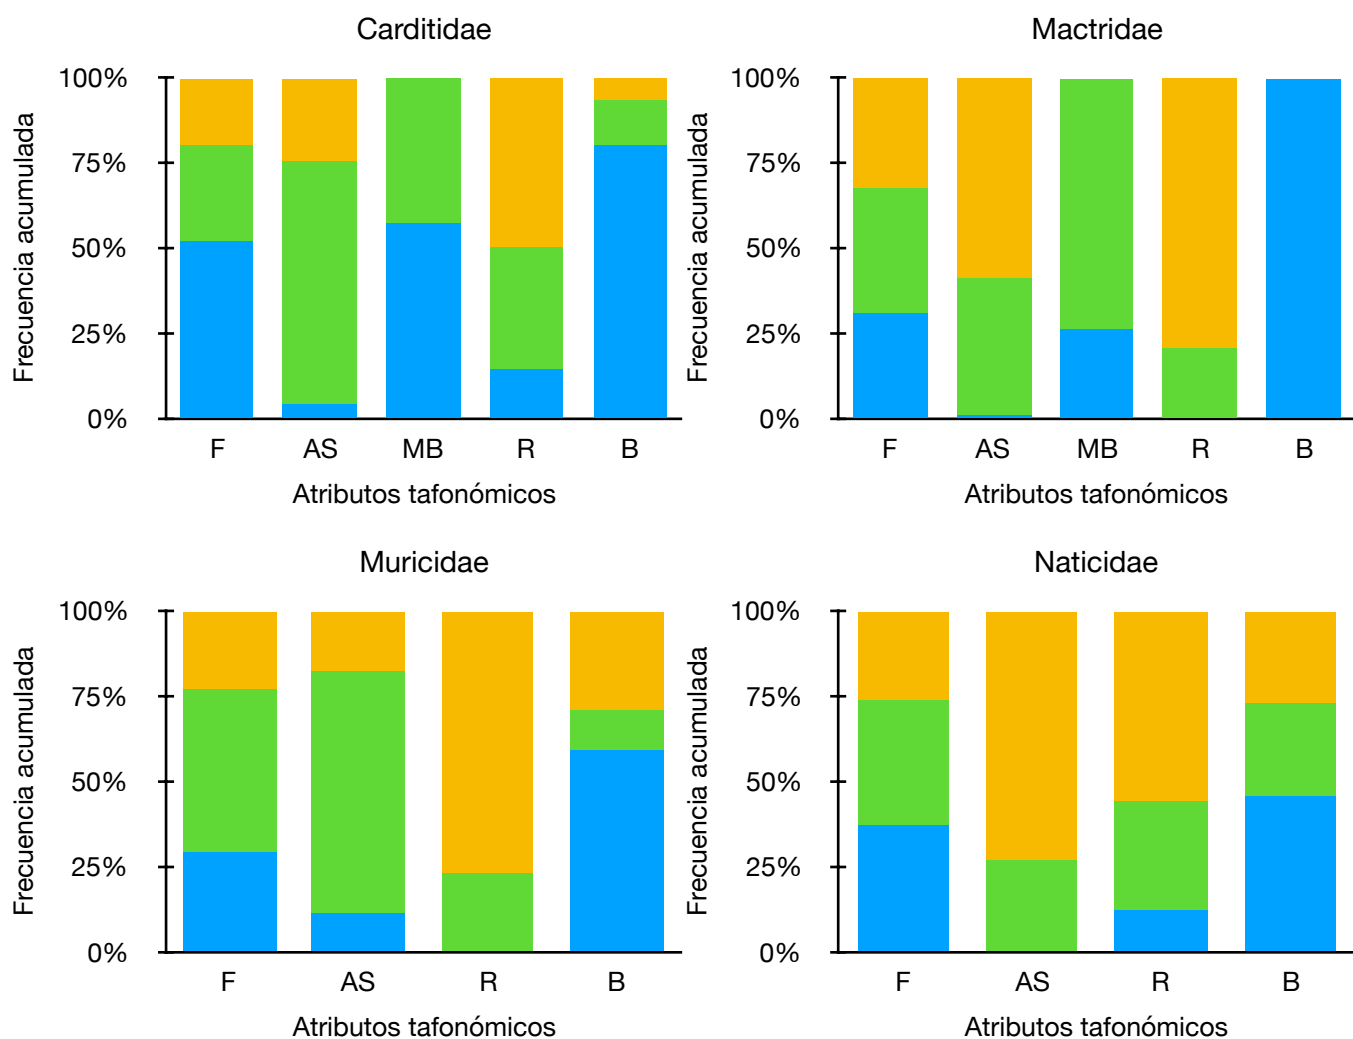 Carditidae
Frecuencia acumulada
100%
75%
50%
25%
0%
F AS MB R B
Atributos tafonómicos
Mactridae
Frecuencia acumulada
100%
75%
50%
25%
0%
F AS MB R B
Atributos tafonómicos
Muricidae
Frecuencia acumulada
100%
75%
50%
25%
0%
F AS R B
Atributos tafonómicos
Naticidae
Frecuencia acumulada
100%
75%
50%
25%
0%
F AS R B
Atributos tafonómicos